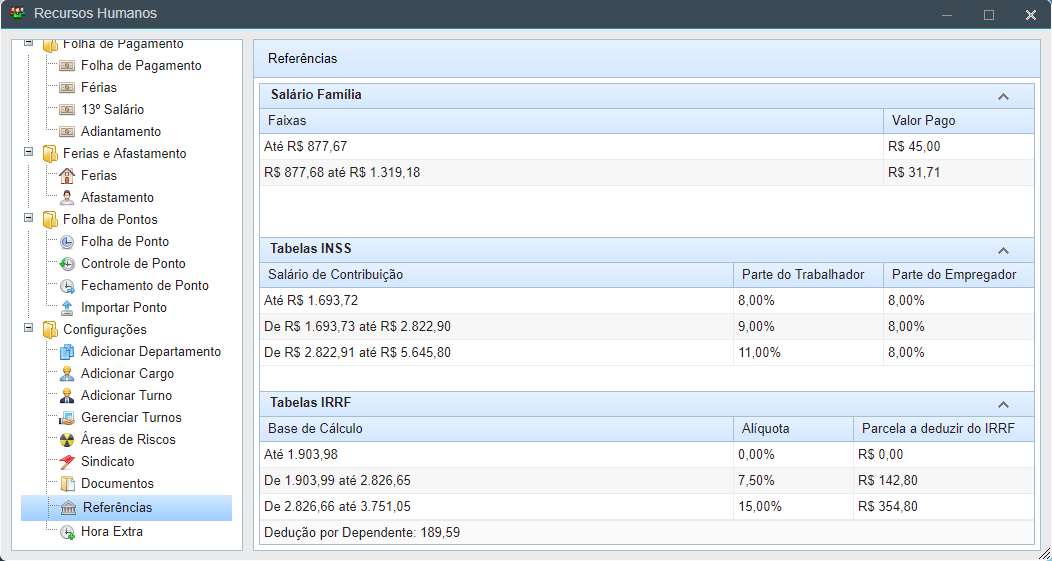 Recursos Humanos
Folha de Pagamento
Folha de Pagamento
Férias
13º Salário
Adiantamento
Ferias e Afastamento
Ferias
Afastamento
Folha de Pontos
Folha de Ponto
Controle de Ponto
Fechamento de Ponto
Importar Ponto
Configurações
Adicionar Departamento
Adicionar Cargo
Adicionar Turno
Gerenciar Turnos
Áreas de Riscos
Sindicato
Documentos
Referências
Hora Extra
Referências
Salário Família
Faixas Valor Pago
Até R$ 877,67 R$ 45,00
R$ 877,68 até R$ 1.319,18 R$ 31,71
Tabelas INSS
Salário de Contribuição Parte do Trabalhador Parte do Empregador
Até R$ 1.693,72 8,00% 8,00%
De R$ 1.693,73 até R$ 2.822,90 9,00% 8,00%
De R$ 2.822,91 até R$ 5.645,80 11,00% 8,00%
Tabelas IRRF
Base de Cálculo Alíquota Parcela a deduzir do IRRF
Até 1.903,98 0,00% R$ 0,00
De 1.903,99 até 2.826,65 7,50% R$ 142,80
De 2.826,66 até 3.751,05 15,00% R$ 354,80
Dedução por Dependente: 189,59